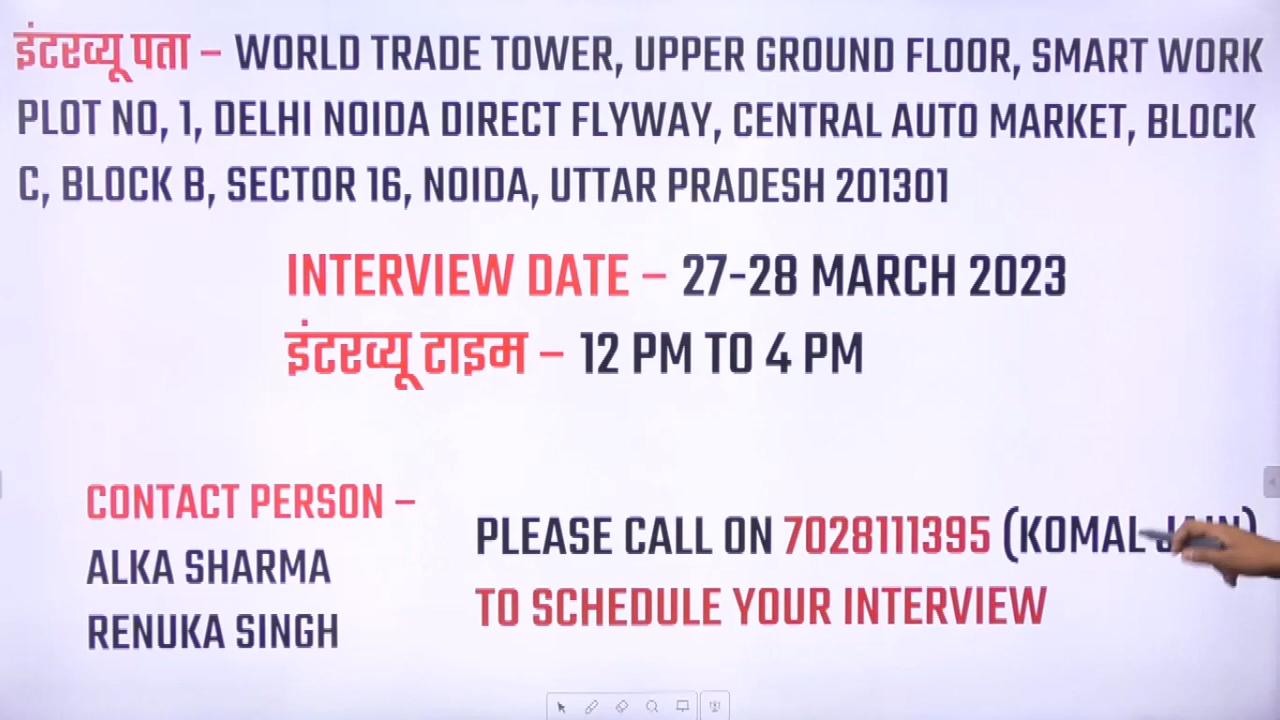 इंटरव्यू पता – WORLD TRADE TOWER, UPPER GROUND FLOOR, SMART WORK
PLOT NO, 1, DELHI NOIDA DIRECT FLYWAY, CENTRAL AUTO MARKET, BLOCK
C, BLOCK B, SECTOR 16, NOIDA, UTTAR PRADESH 201301
INTERVIEW DATE – 27-28 MARCH 2023
इंटरव्यू टाइम – 12 PM TO 4 PM
CONTACT PERSON –
ALKA SHARMA
RENUKA SINGH
PLEASE CALL ON 7028111395 (KOMAL JAIN)
TO SCHEDULE YOUR INTERVIEW